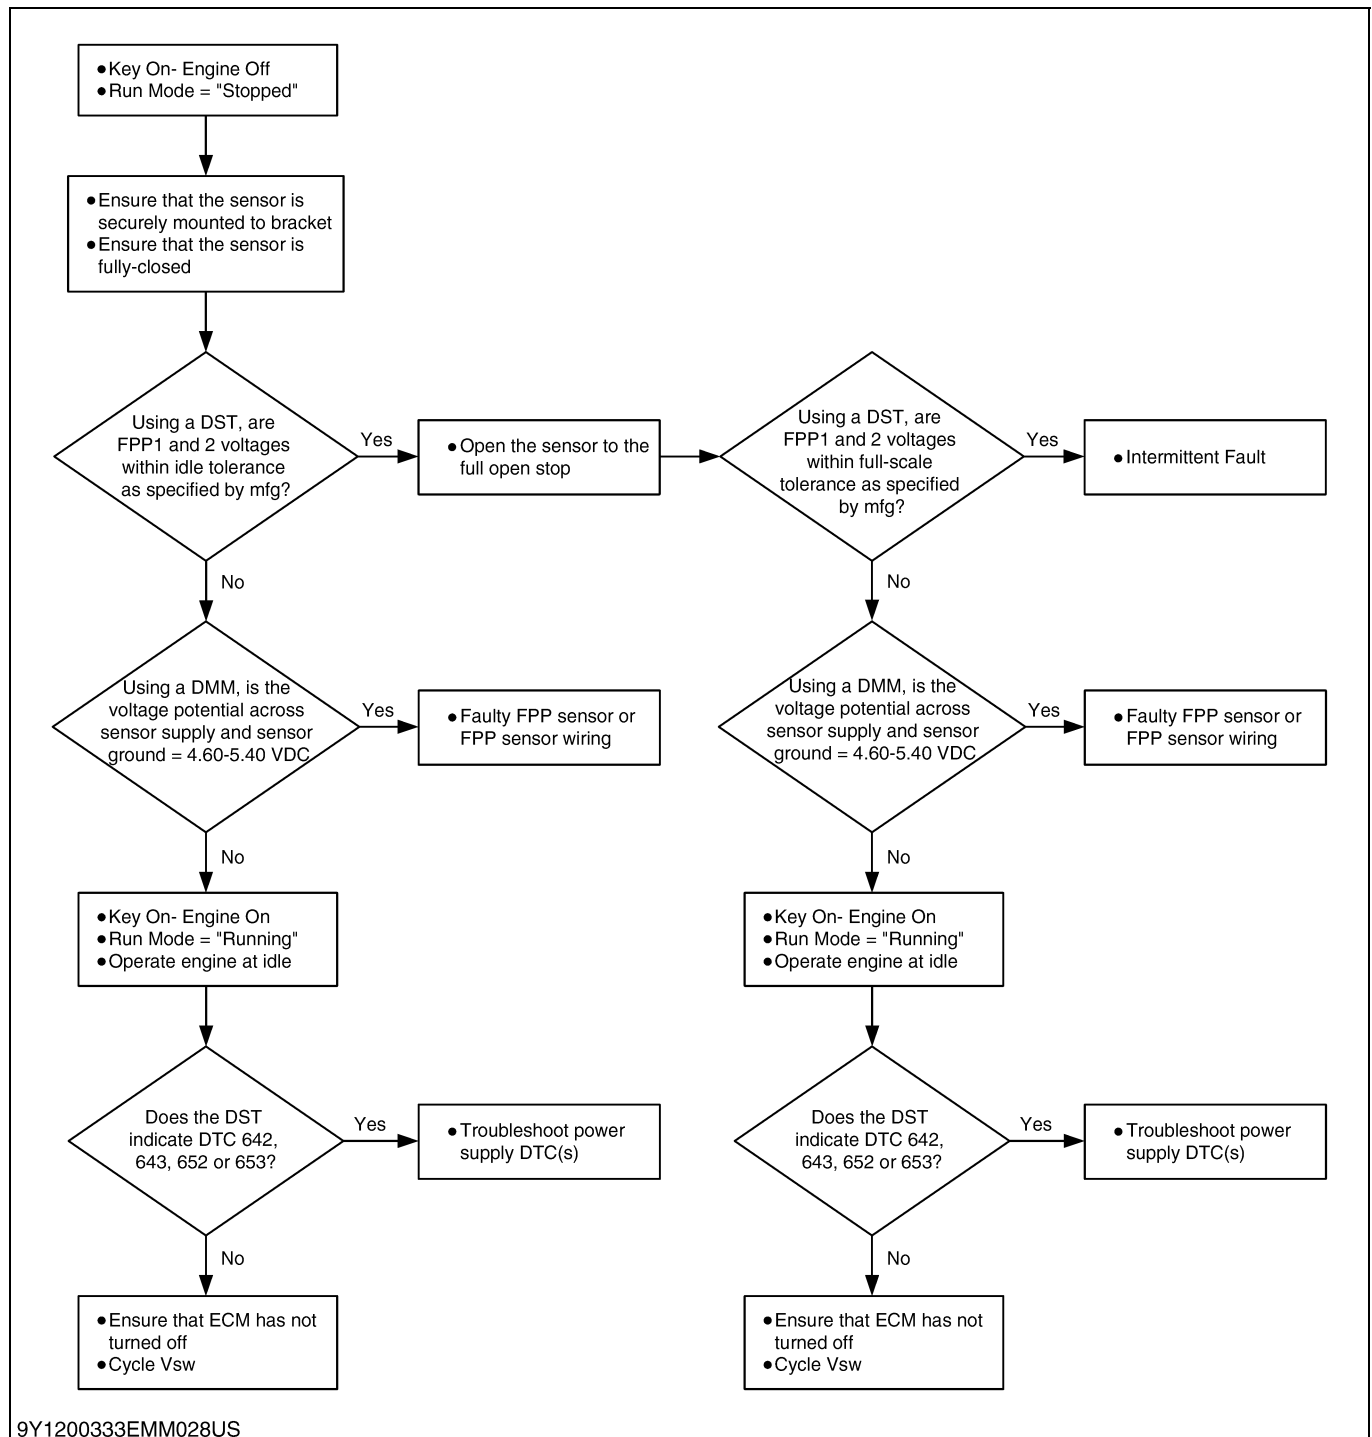 ●Key On- Engine Off
●Run Mode = "Stopped"
●Ensure that the sensor is
securely mounted to bracket
●Ensure that the sensor is
fully-closed
Using a DST, are
FPP1 and 2 voltages
within idle tolerance
as specified by mfg?
Yes
●Open the sensor to the
full open stop
Using a DST, are
FPP1 and 2 voltages
within full-scale
tolerance as specified
by mfg?
Yes
●Intermittent Fault
No
No
Using a DMM, is the
voltage potential across
sensor supply and sensor
ground = 4.60-5.40 VDC
Yes
●Faulty FPP sensor or
FPP sensor wiring
Using a DMM, is the
voltage potential across
sensor supply and sensor
ground = 4.60-5.40 VDC
Yes
●Faulty FPP sensor or
FPP sensor wiring
No
No
●Key On- Engine On
●Run Mode = "Running"
●Operate engine at idle
●Key On- Engine On
●Run Mode = "Running"
●Operate engine at idle
Does the DST
indicate DTC 642,
643, 652 or 653?
Yes
●Troubleshoot power
supply DTC(s)
Does the DST
indicate DTC 642,
643, 652 or 653?
Yes
●Troubleshoot power
supply DTC(s)
No
No
●Ensure that ECM has not
turned off
●Cycle Vsw
●Ensure that ECM has not
turned off
●Cycle Vsw
9Y1200333EMM028US